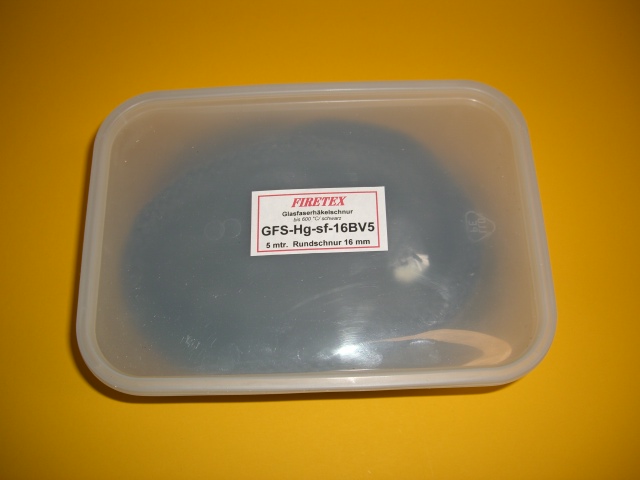 FIRETEX
Glasfaserhäkelschnur
bis 600 °C/ schwarz
GFS-Hg-sf-16BV5
5 mtr. Rundschnur 16 mm